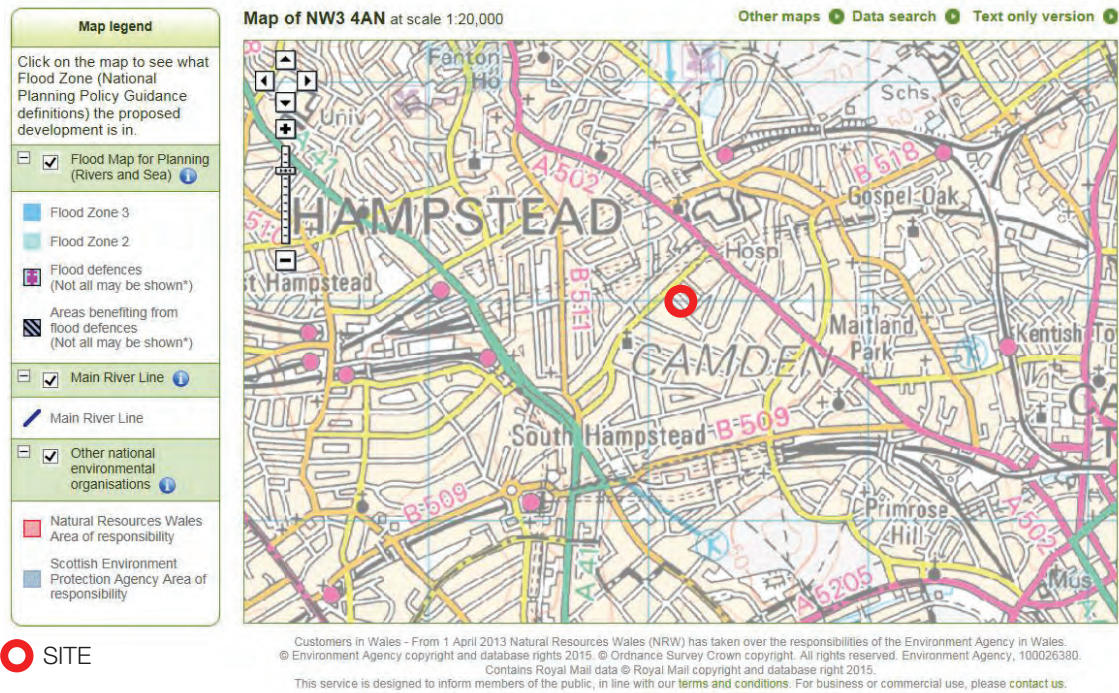 Map legend
Click on the map to see what
Flood Zone (National
Planning Policy Guidance
definitions) the proposed
development is in.
Flood Map for Planning
(Rivers and Sea)
Flood Zone 3
Flood Zone 2
Flood defences
(Not all may be shown*)
Areas benefiting from
flood defences
(Not all may be shown*)
Main River Line
Main River Line
Other national
environmental
organisations
Natural Resources Wales
Area of responsibility
Scottish Environment
Protection Agency Area of
responsibility
SITE
Map of NW3 4AN at scale 1:20,000
Other maps Data search Text only version
Fenton
Ho
Univ
Schs
A 41
A 502
B 518
Gospel Oak
HAMPSTEAD
510
Hosp
st Hampstead
B 511
Maitland
Park
Kentish To
CAMDEN
CA
T
South Hampstead
B 509
B 509
Primrose
Hill
A 502
A 41
A 5205
Mus
Customers in Wales - From 1 April 2013 Natural Resources Wales (NRW) has taken over the responsibilities of the Environment Agency in Wales.
© Environment Agency copyright and database rights 2015. © Ordnance Survey Crown copyright. All rights reserved. Environment Agency, 100026380.
Contains Royal Mail data © Royal Mail copyright and database right 2015.
This service is designed to inform members of the public, in line with our terms and conditions. For business or commercial use, please contact us.